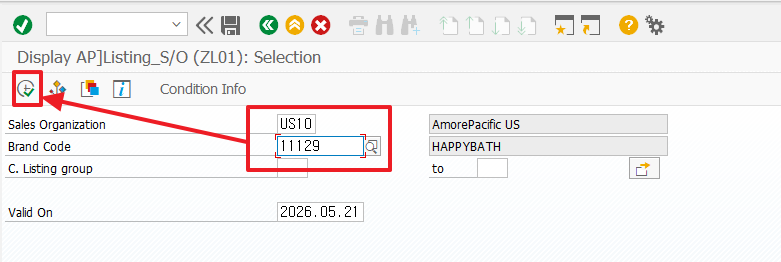 Display AP]Listing_S/O (ZL01): Selection
Condition Info
Sales Organization US10 AmorePacific US
Brand Code 11129 HAPPYBATH
C. Listing group to
Valid On 2026.05.21